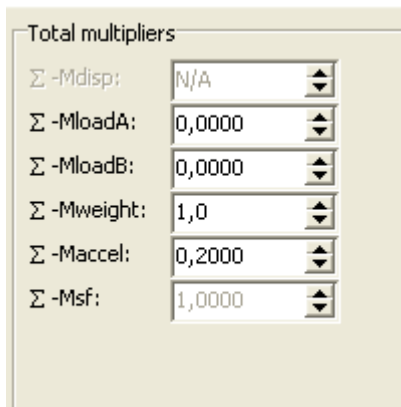 Total multipliers
Σ -Mdisp: N/A
Σ -MloadA: 0,0000
Σ -MloadB: 0,0000
Σ -Mweight: 1,0
Σ -Maccel: 0,2000
Σ -Msf: 1,0000